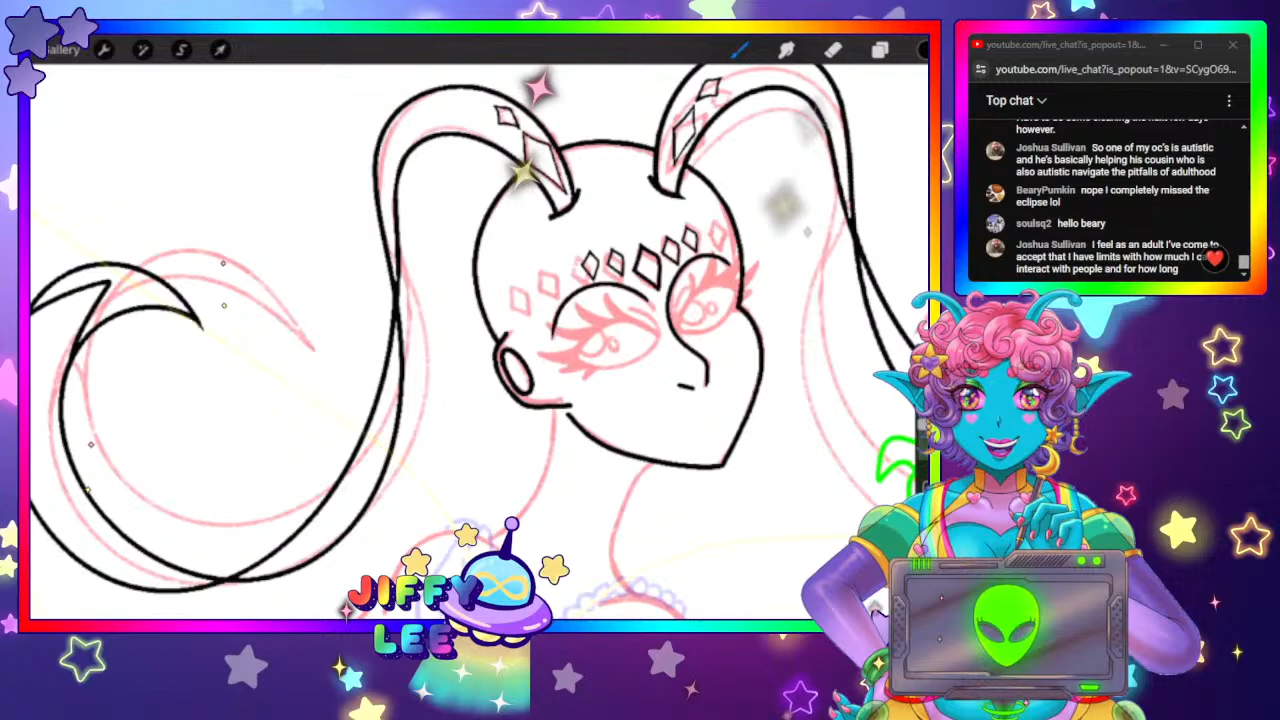 Gallery
youtube.com/live_chat?is_popout=1&...
youtube.com/live_chat?is_popout=1&v=SCygO69...
Top chat
however.
Joshua Sullivan So one of my oc's is autistic
and he's basically helping his cousin who is
also autistic navigate the pitfalls of adulthood
BearyPumkin nope I completely missed the
eclipse lol
soulsq2 hello beary
Joshua Sullivan I feel as an adult I've come to
accept that I have limits with how much I
interact with people and for how long
JIFFY
LEE